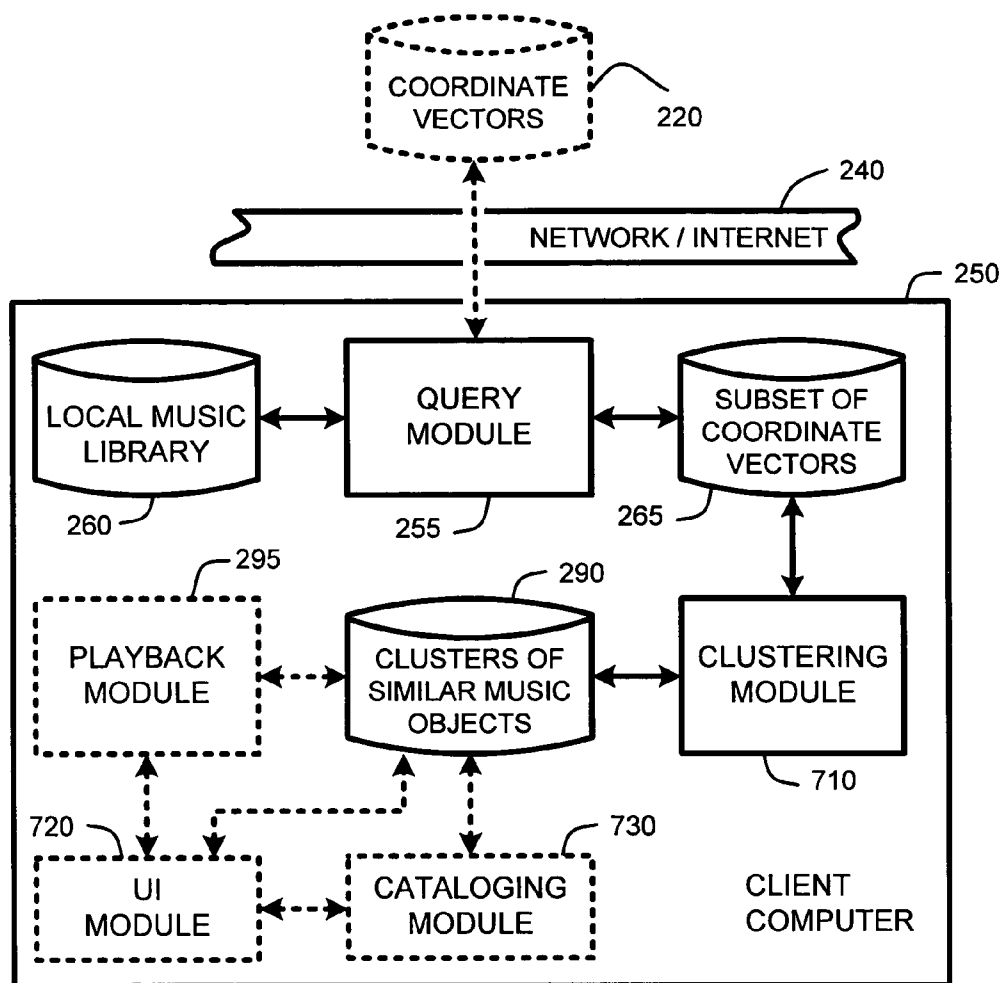 COORDINATE
VECTORS
220
240
NETWORK / INTERNET
250
LOCAL MUSIC
LIBRARY
260
QUERY
MODULE
255
SUBSET OF
COORDINATE
VECTORS
265
295
PLAYBACK
MODULE
290
CLUSTERS OF
SIMILAR MUSIC
OBJECTS
CLUSTERING
MODULE
710
720
UI
MODULE
730
CATALOGING
MODULE
CLIENT
COMPUTER